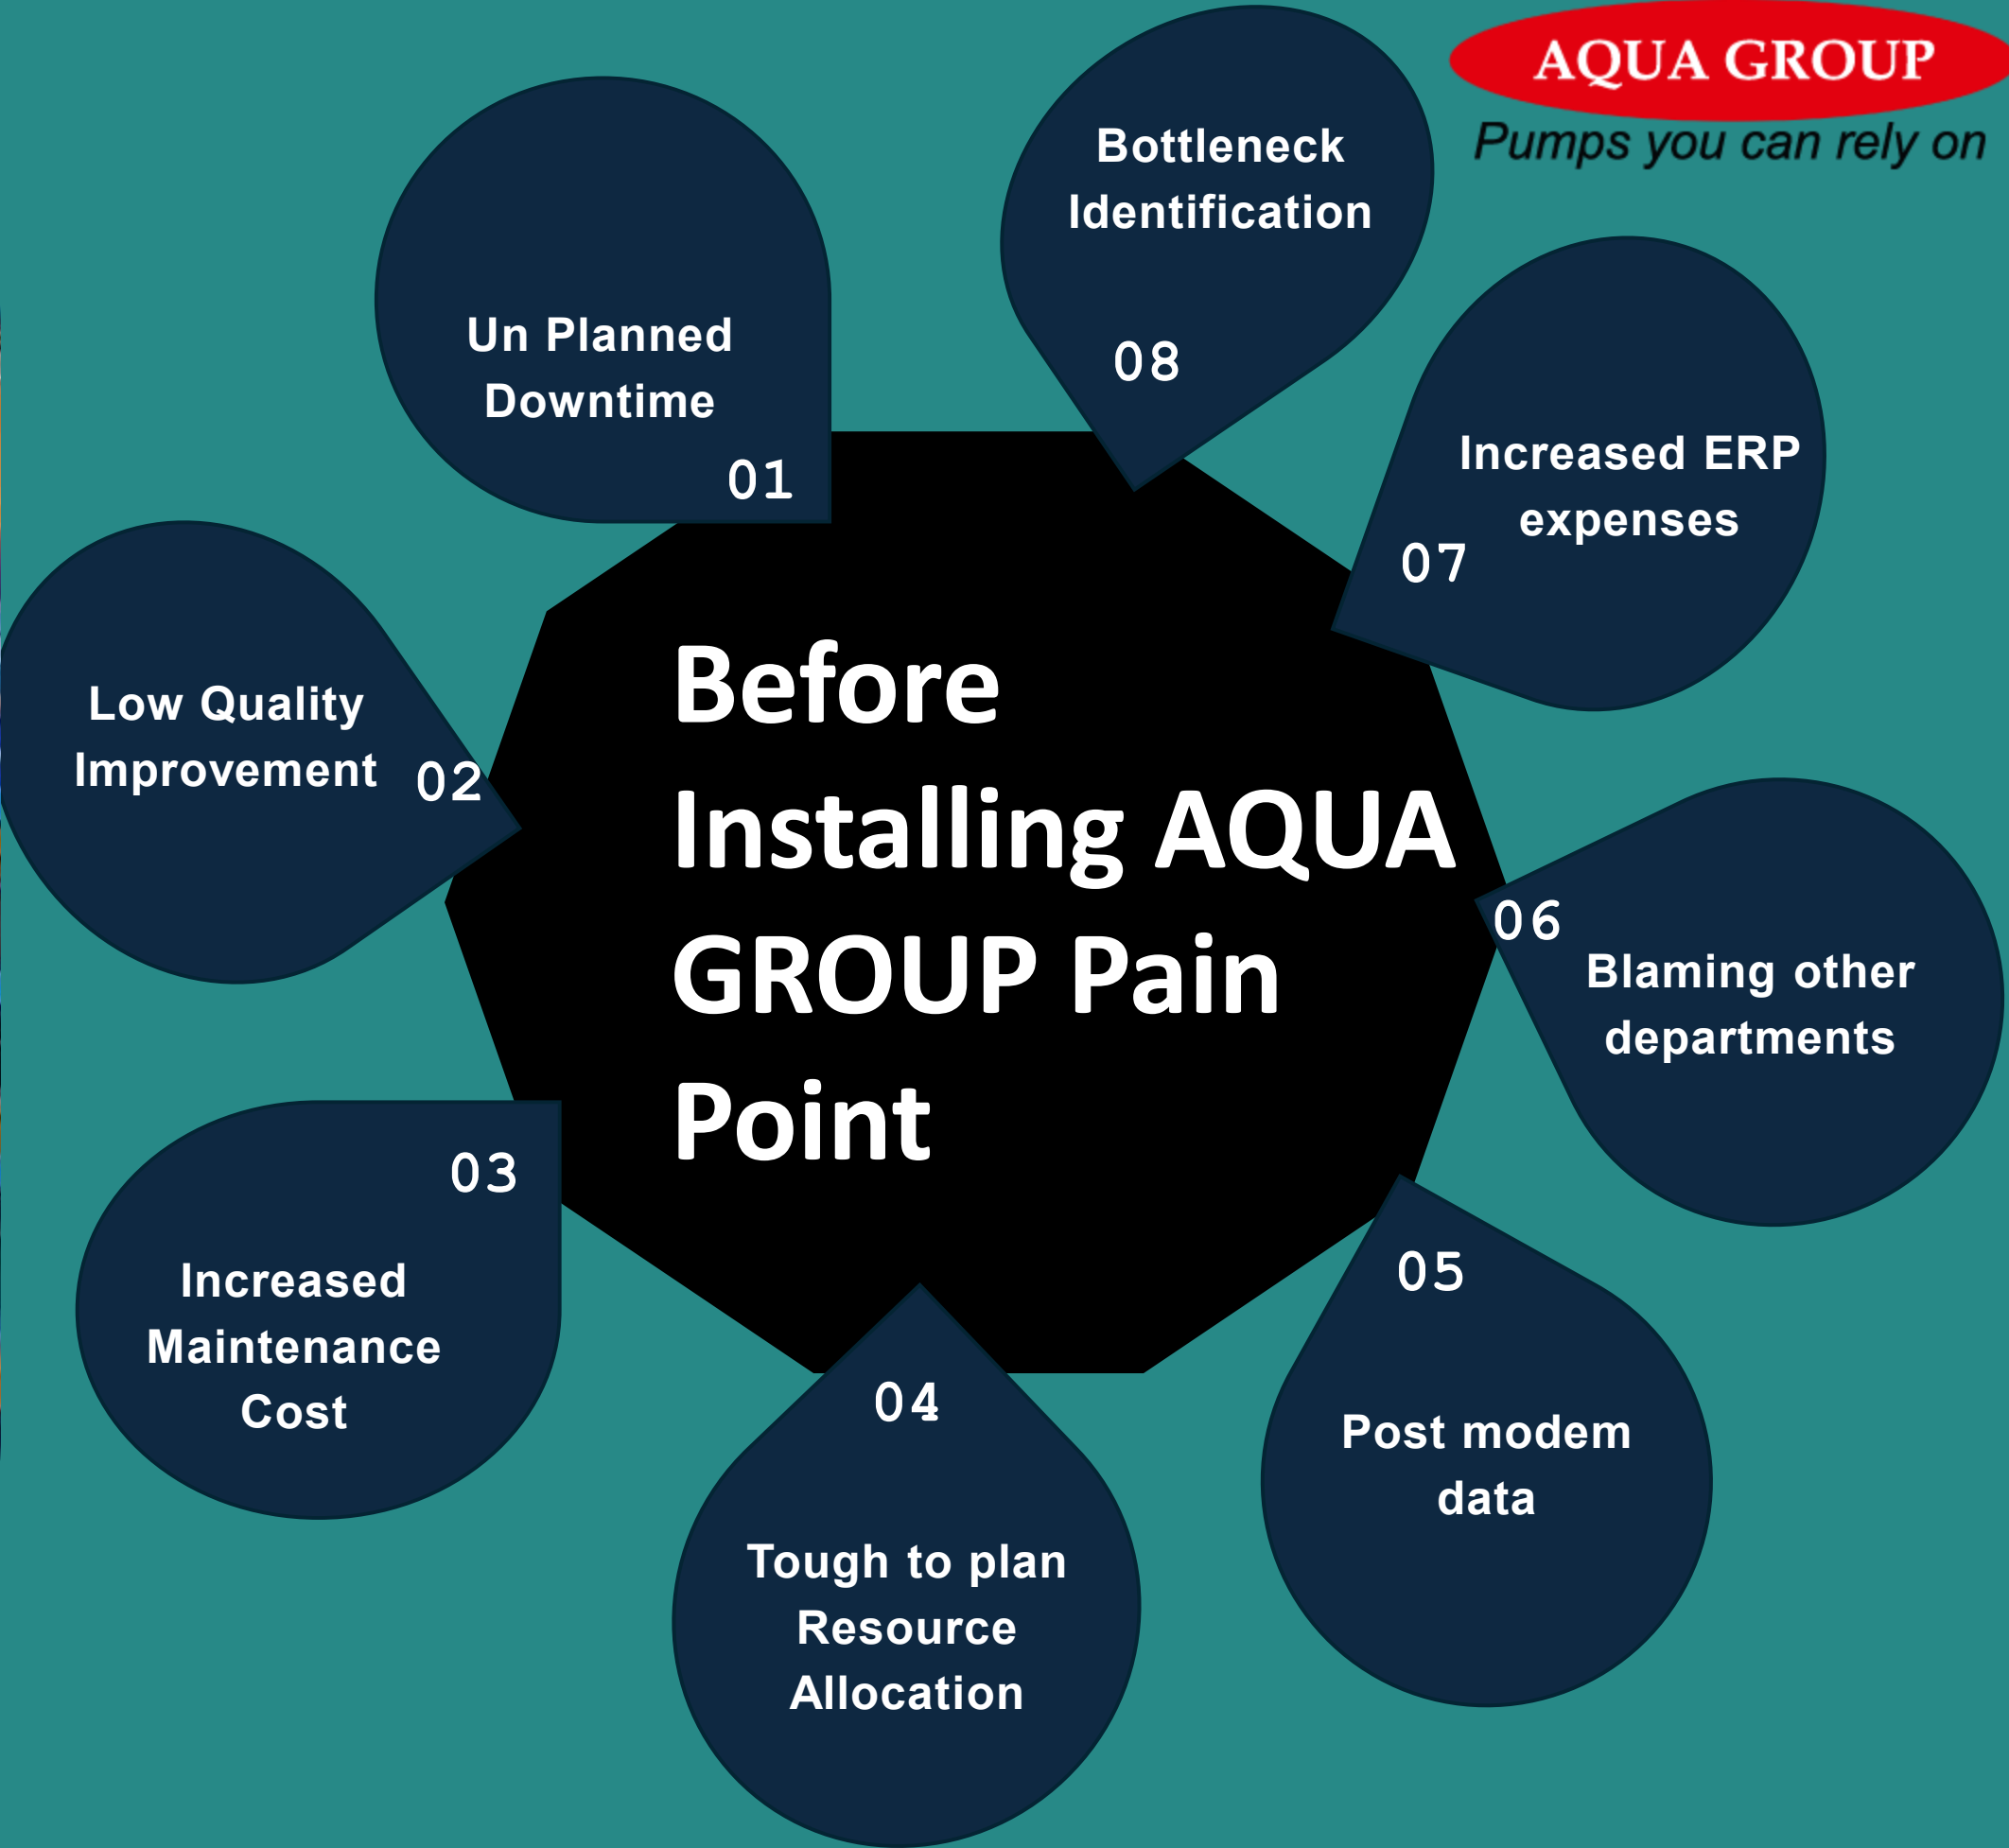 AQUA GROUP
Pumps you can rely on
Before
Installing AQUA
GROUP Pain
Point
Un Planned
Downtime
01
Low Quality
Improvement
02
03
Increased
Maintenance
Cost
04
Tough to plan
Resource
Allocation
05
Post modem
data
06
Blaming other
departments
Increased ERP
expenses
07
Bottleneck
Identification
08